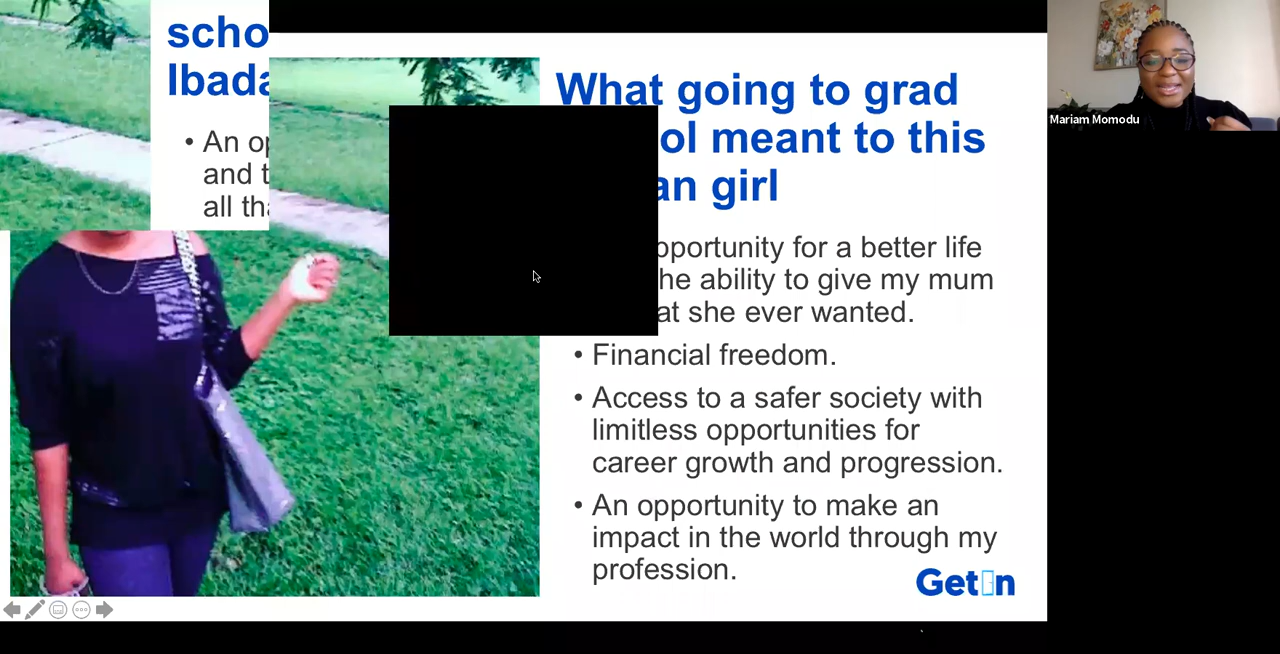 scho
Ibada
• An op
and t
all tha
What going to grad
ol meant to this
an girl
pportunity for a better life
he ability to give my mum
at she ever wanted.
• Financial freedom.
• Access to a safer society with
limitless opportunities for
career growth and progression.
• An opportunity to make an
impact in the world through my
profession.
Get n
Mariam Momodu